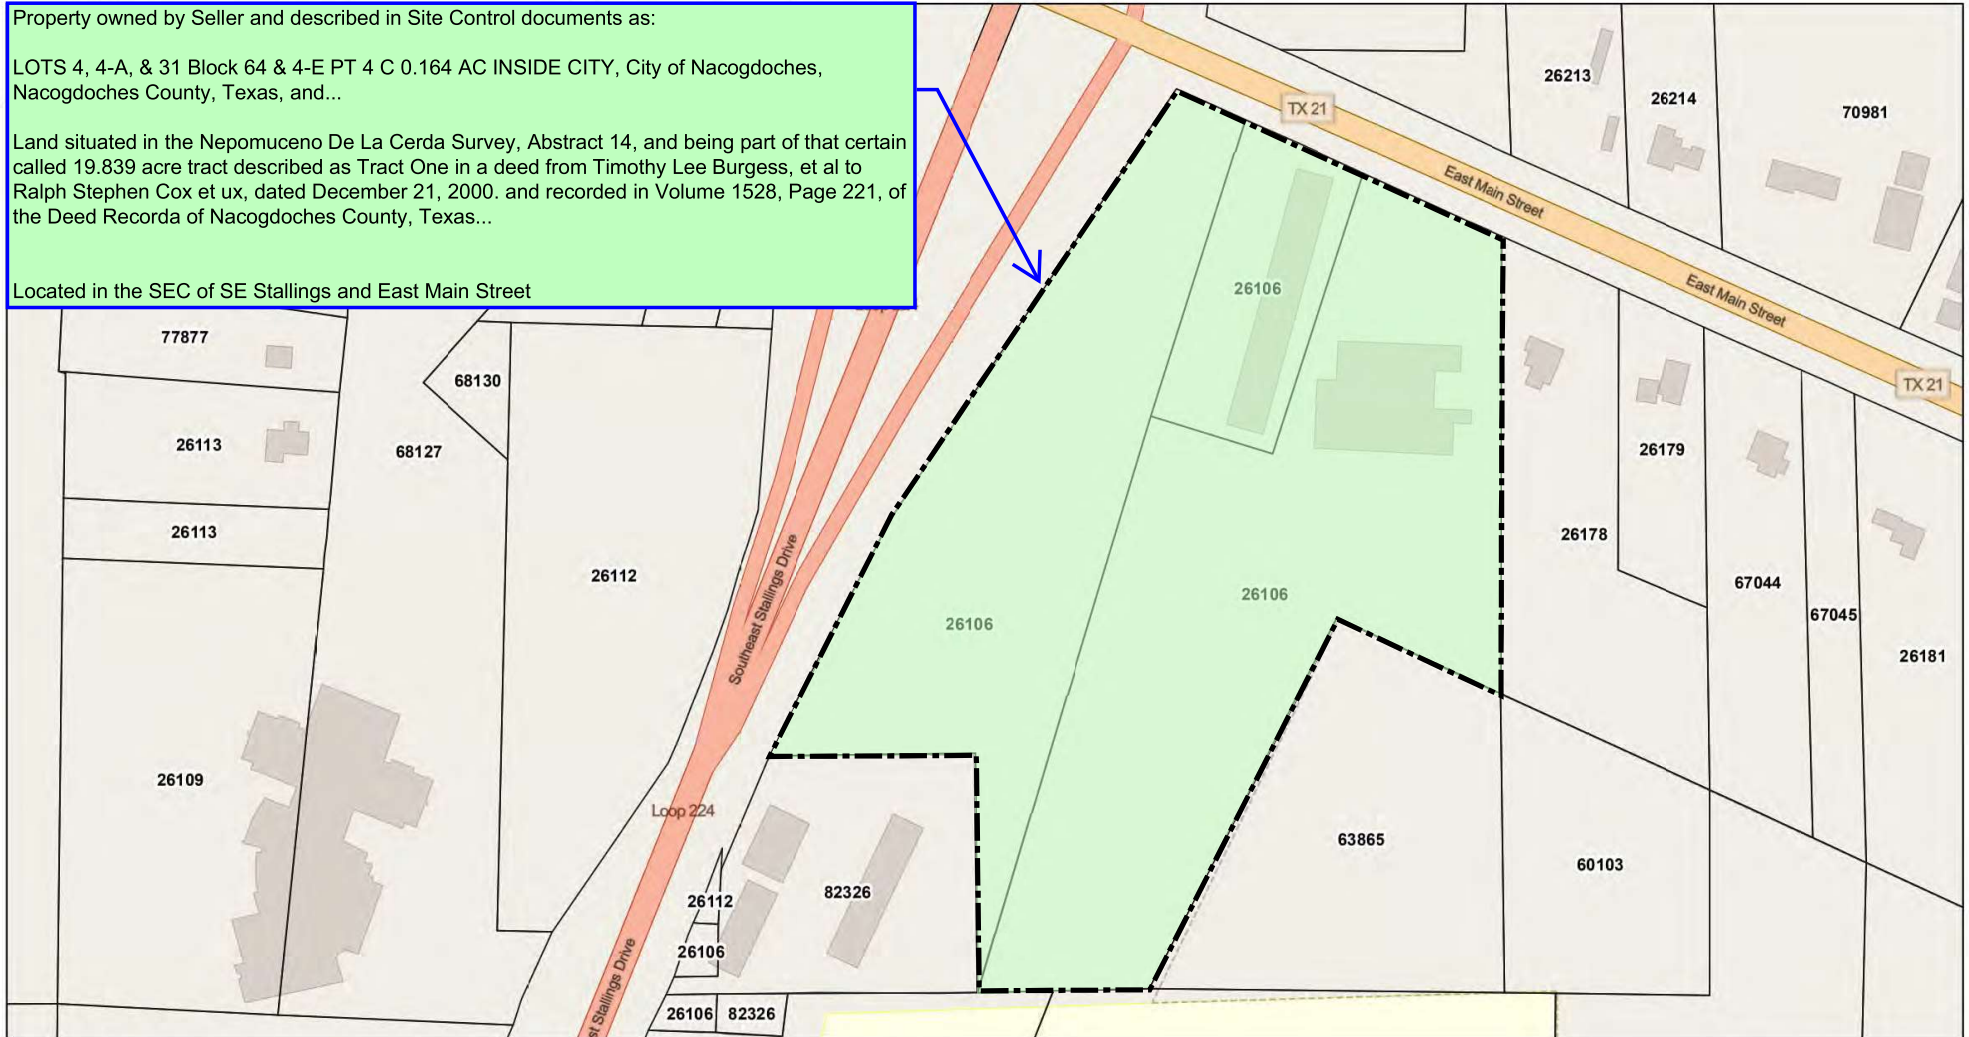 Property owned by Seller and described in Site Control documents as:
LOTS 4, 4-A, & 31 Block 64 & 4-E PT 4 C 0.164 AC INSIDE CITY, City of Nacogdoches,
Nacogdoches County, Texas, and...
Land situated in the Nepomuceno De La Cerda Survey, Abstract 14, and being part of that certain
called 19.839 acre tract described as Tract One in a deed from Timothy Lee Burgess, et al to
Ralph Stephen Cox et ux, dated December 21, 2000. and recorded in Volume 1528, Page 221, of
the Deed Recorda of Nacogdoches County, Texas...
Located in the SEC of SE Stallings and East Main Street
26213
26214
70981
TX 21
East Main Street
East Main Street
TX 21
26106
77877
68130
26113
68127
26179
26113
26112
26178
67044
67045
26106
26106
26181
Southeast Stallings Drive
26109
Loop 224
63865
60103
82326
26112
26106
st Stallings Drive
26106
82326